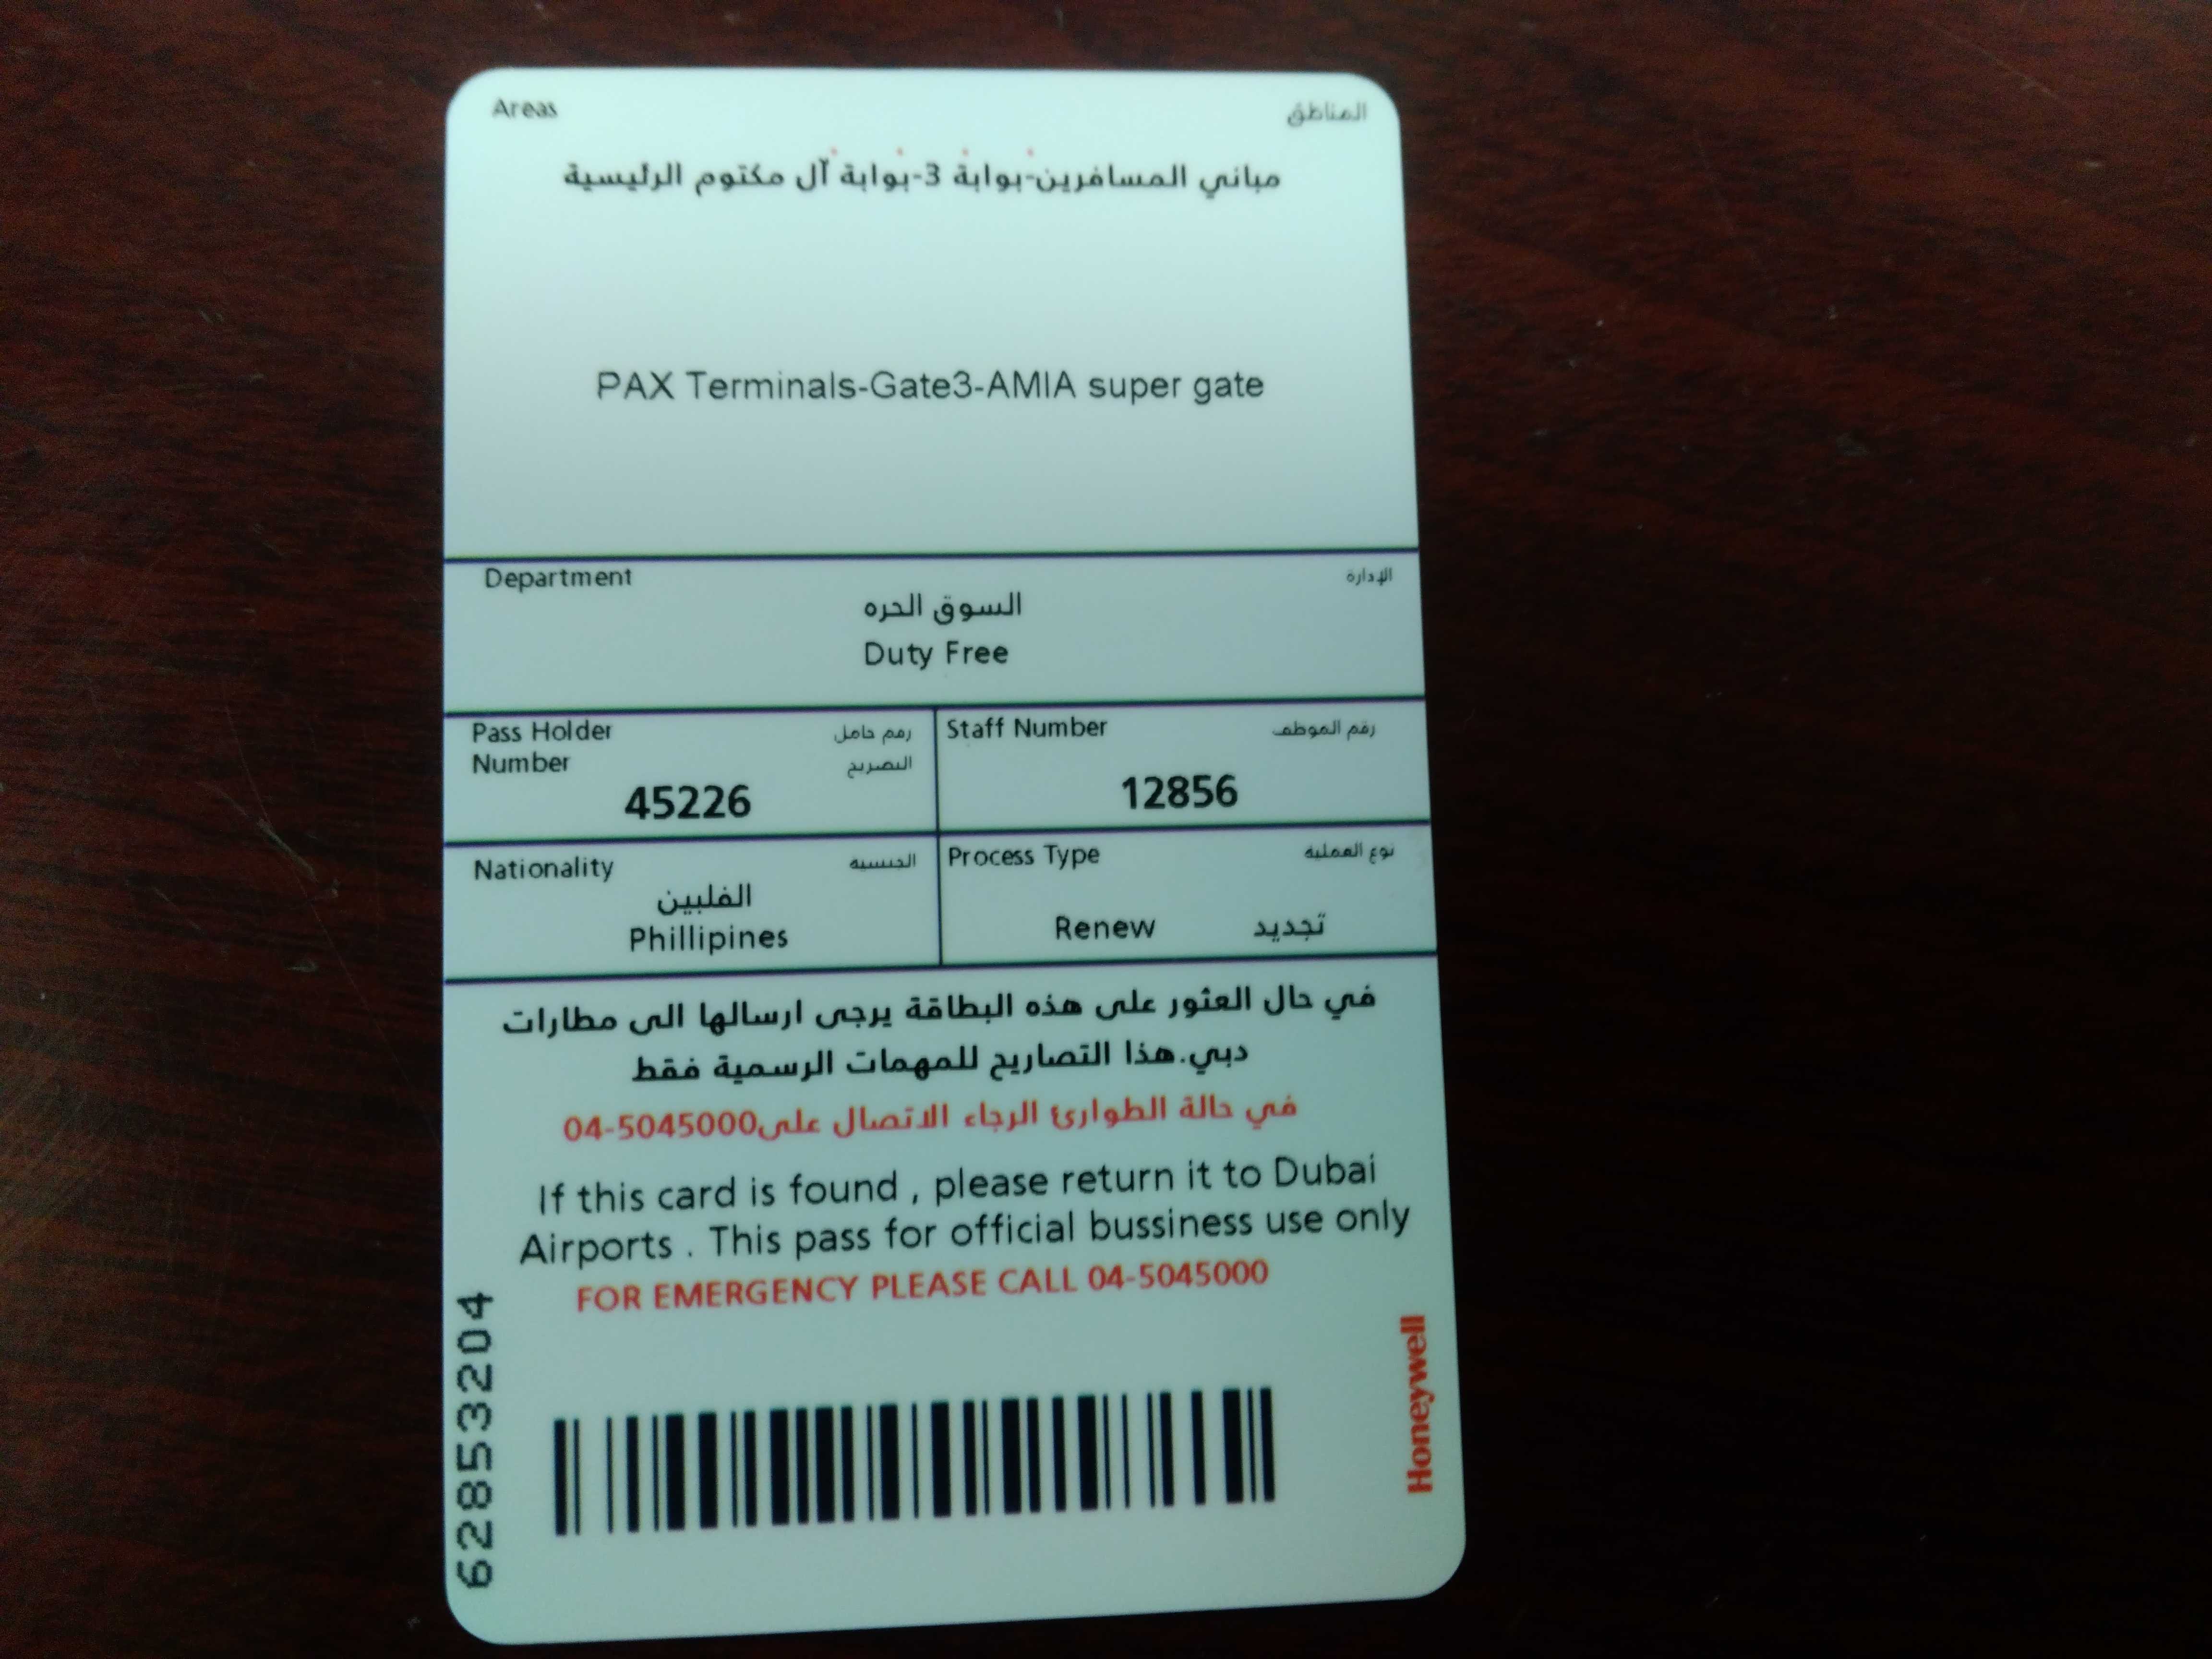 Areas المناطق
مباني المسافرين-بوابة 3-بوابة آل مكتوم الرئيسية
PAX Terminals-Gate3-AMIA super gate
Department الإدارة
السوق الحره
Duty Free
Pass Holder رقم حامل
Number التصريح
45226
Staff Number رقم الموظف
12856
Nationality الجنسية
الفلبين
Phillipines
Process Type نوع العملية
Renew تجديد
في حال العثور على هذه البطاقة يرجى ارسالها الى مطارات
دبي.هذا التصاريح للمهمات الرسمية فقط
في حالة الطوارئ الرجاء الاتصال على04-5045000
If this card is found , please return it to Dubai
Airports . This pass for official bussiness use only
FOR EMERGENCY PLEASE CALL 04-5045000
62853204
Honeywell